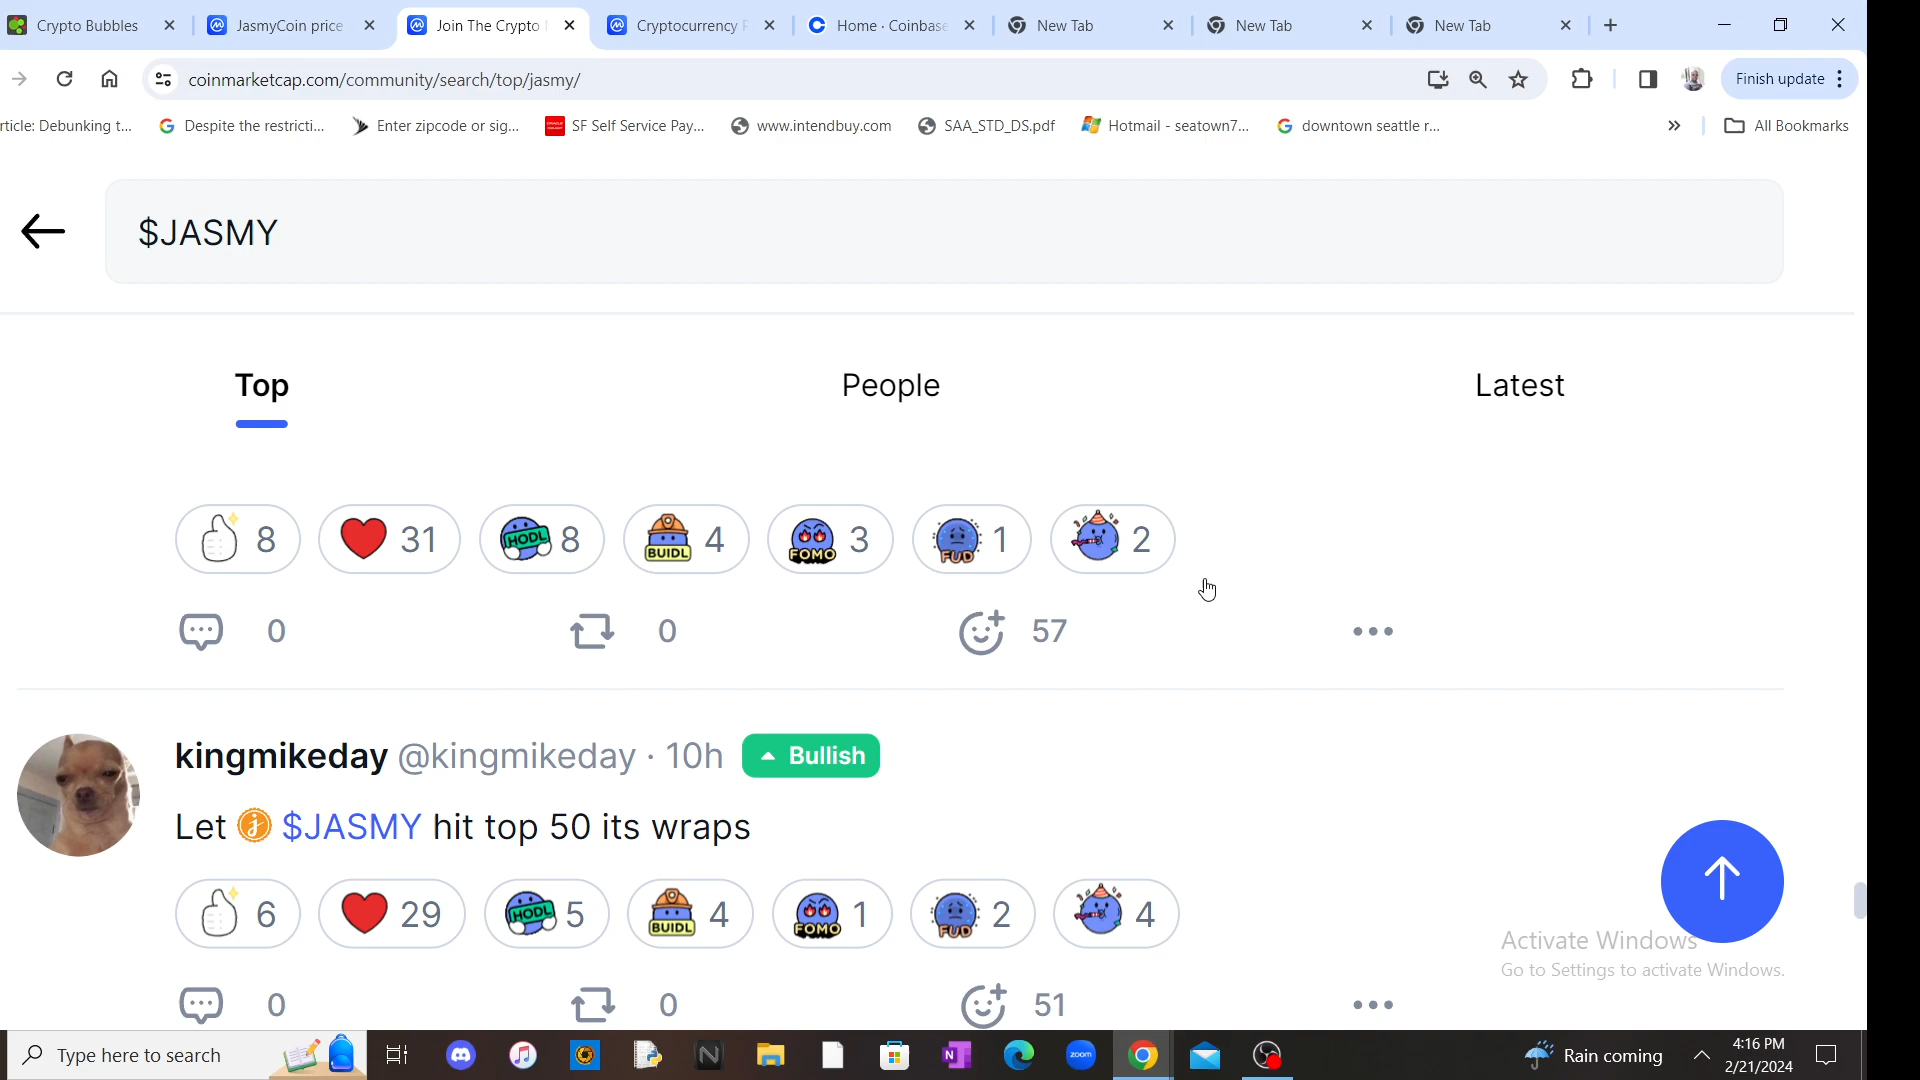 Crypto Bubbles
JasmyCoin price
Join The Crypto
Cryptocurrency P
Home · Coinbase
New Tab
New Tab
New Tab
coinmarketcap.com/community/search/top/jasmy/
Finish update
rticle: Debunking t...
Despite the restricti...
Enter zipcode or sig...
SF Self Service Pay...
www.intendbuy.com
SAA_STD_DS.pdf
Hotmail - seatown7...
downtown seattle r...
All Bookmarks
$JASMY
Top
People
Latest
8
31
HODL 8
BUIDL 4
FOMO 3
FUD 1
2
0
0
57
kingmikeday @kingmikeday · 10h Bullish
Let $JASMY hit top 50 its wraps
6
29
HODL 5
BUIDL 4
FOMO 1
FUD 2
4
Activate Windows
Go to Settings to activate Windows.
0
0
51
Type here to search
zoom
Rain coming
4:16 PM
2/21/2024